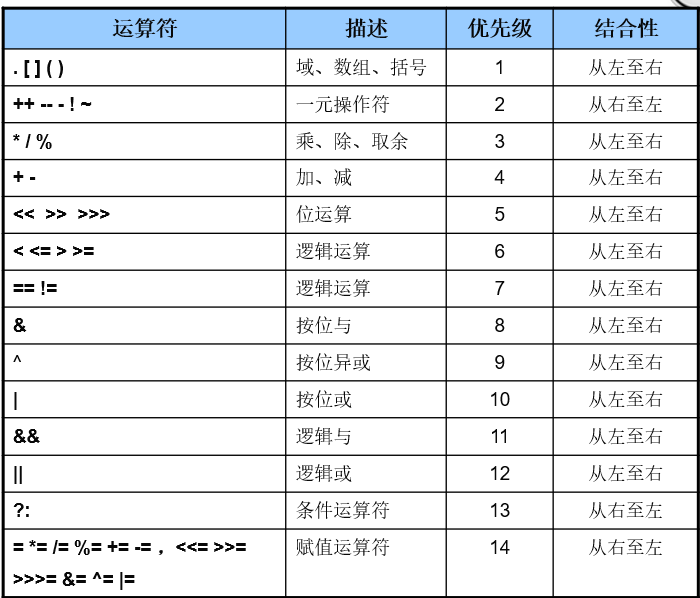 运算符 描述 优先级 结合性
. [ ] ( ) 域、数组、括号 1 从左至右
++ -- - ! ~ 一元操作符 2 从右至左
* / % 乘、除、取余 3 从左至右
+ - 加、减 4 从左至右
<< >> >>> 位运算 5 从左至右
< <= > >= 逻辑运算 6 从左至右
== != 逻辑运算 7 从左至右
& 按位与 8 从左至右
^ 按位异或 9 从左至右
| 按位或 10 从左至右
&& 逻辑与 11 从左至右
|| 逻辑或 12 从左至右
?: 条件运算符 13 从右至左
= *= /= %= += -= ， <<= >>= 赋值运算符 14 从右至左
>>>= &= ^= |=